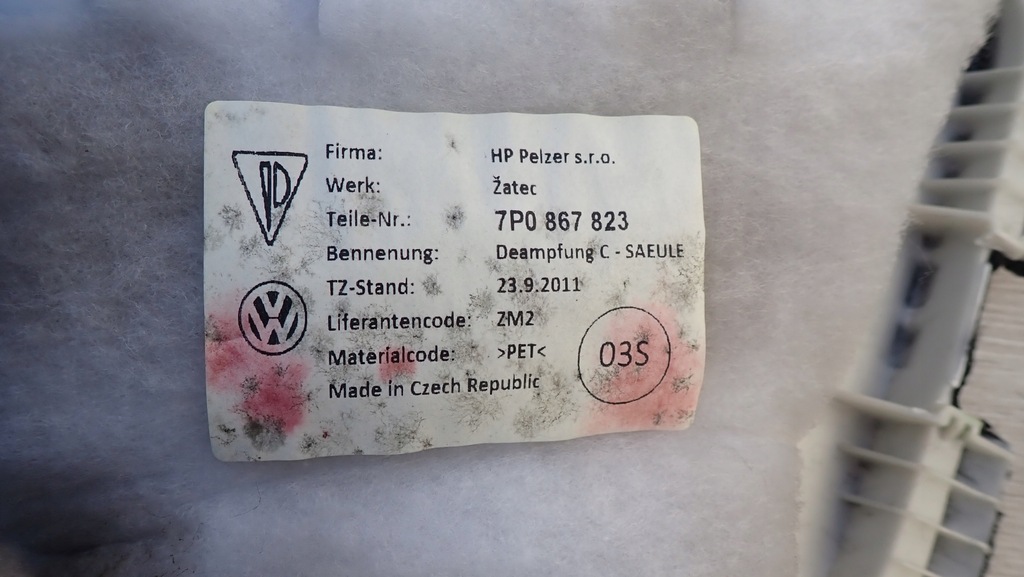 Firma: HP Pelzer s.r.o.
Werk: Žatec
Teile-Nr.: 7P0 867 823
Bennenung: Deampfung C - SAEULE
TZ-Stand: 23.9.2011
Liferantencode: ZM2
Materialcode: >PET<
03S
Made in Czech Republic